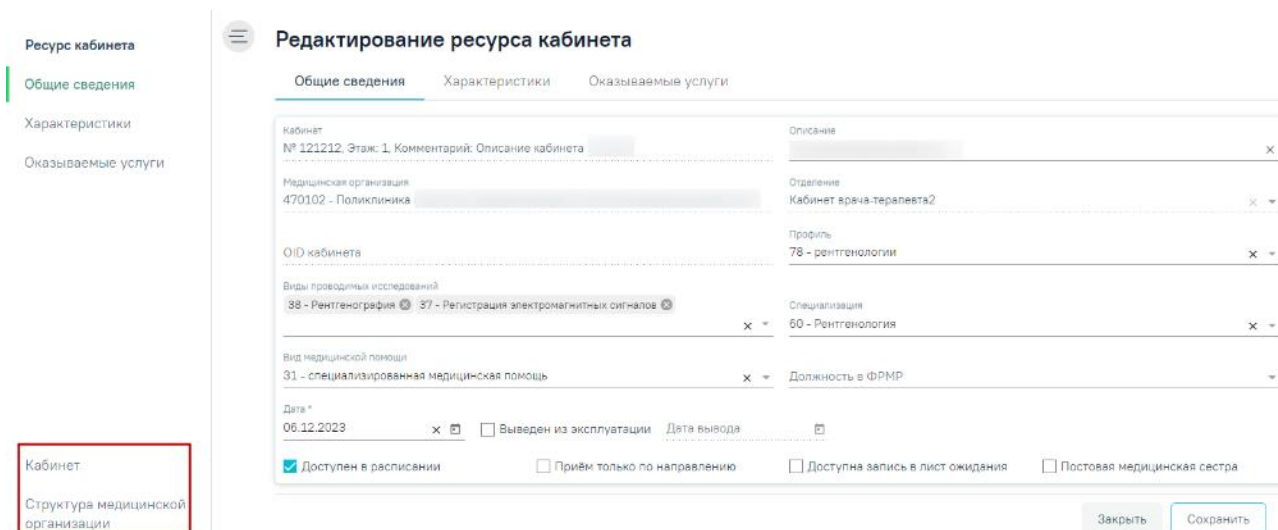 Ресурс кабинета
Общие сведения
Характеристики
Оказываемые услуги
Кабинет
Структура медицинской
организации
Редактирование ресурса кабинета
Общие сведения Характеристики Оказываемые услуги
Кабинет Описание
№ 121212, Этаж: 1, Комментарий: Описание кабинета
Медицинская организация Отделение
470102 - Поликлиника Кабинет врача-терапевта2
Профиль
OID кабинета 78 - рентгенологии
Виды проводимых исследований
38 - Рентгенография 37 - Регистрация электромагнитных сигналов Специализация
60 - Рентгенология
Вид медицинской помощи
31 - специализированная медицинская помощь Должность в ФРМР
Дата *
06.12.2023 Выведен из эксплуатации Дата вывода
Доступен в расписании Приём только по направлению Доступна запись в лист ожидания Постовая медицинская сестра
Закрыть Сохранить